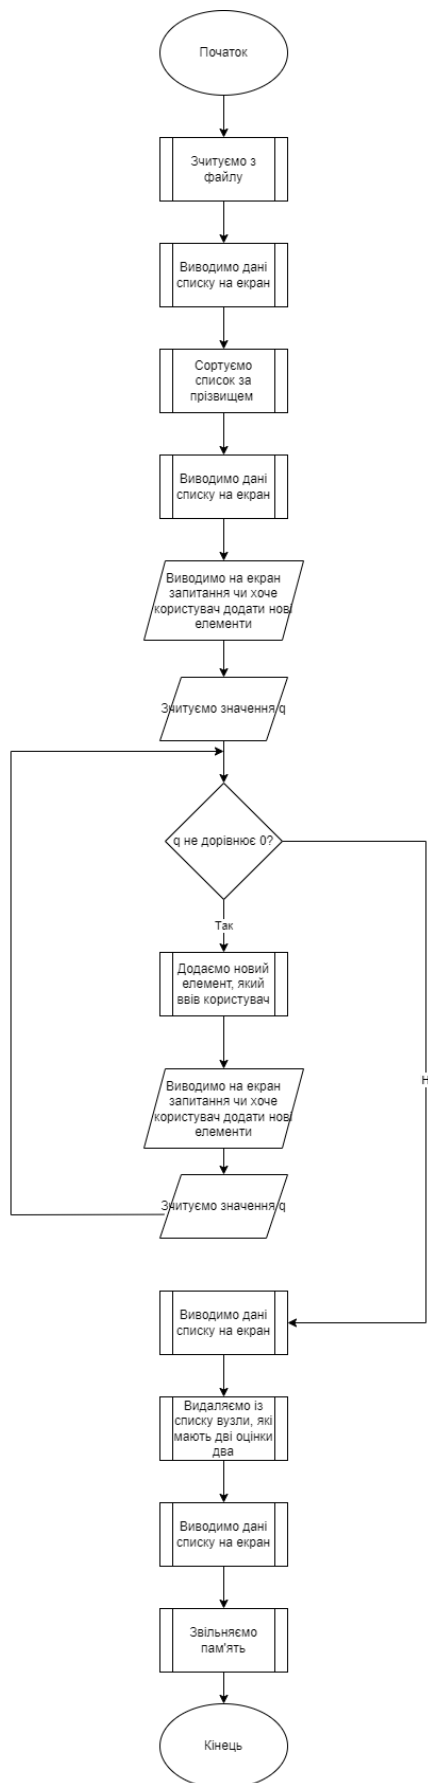 Початок
Зчитуємо з
файлу
Виводимо дані
списку на екран
Сортуємо
список за
прізвищем
Виводимо дані
списку на екран
Виводимо на екран
запитання чи хоче
користувач додати нові
елементи
Зчитуємо значення q
q не дорівнює 0?
Так
Додаємо новий
елемент, який
ввів користувач
Виводимо на екран
запитання чи хоче
користувач додати нові
елементи
Зчитуємо значення q
Виводимо дані
списку на екран
Видаляємо із
списку вузли, які
мають дві оцінки
два
Виводимо дані
списку на екран
Звільняємо
пам'ять
Кінець